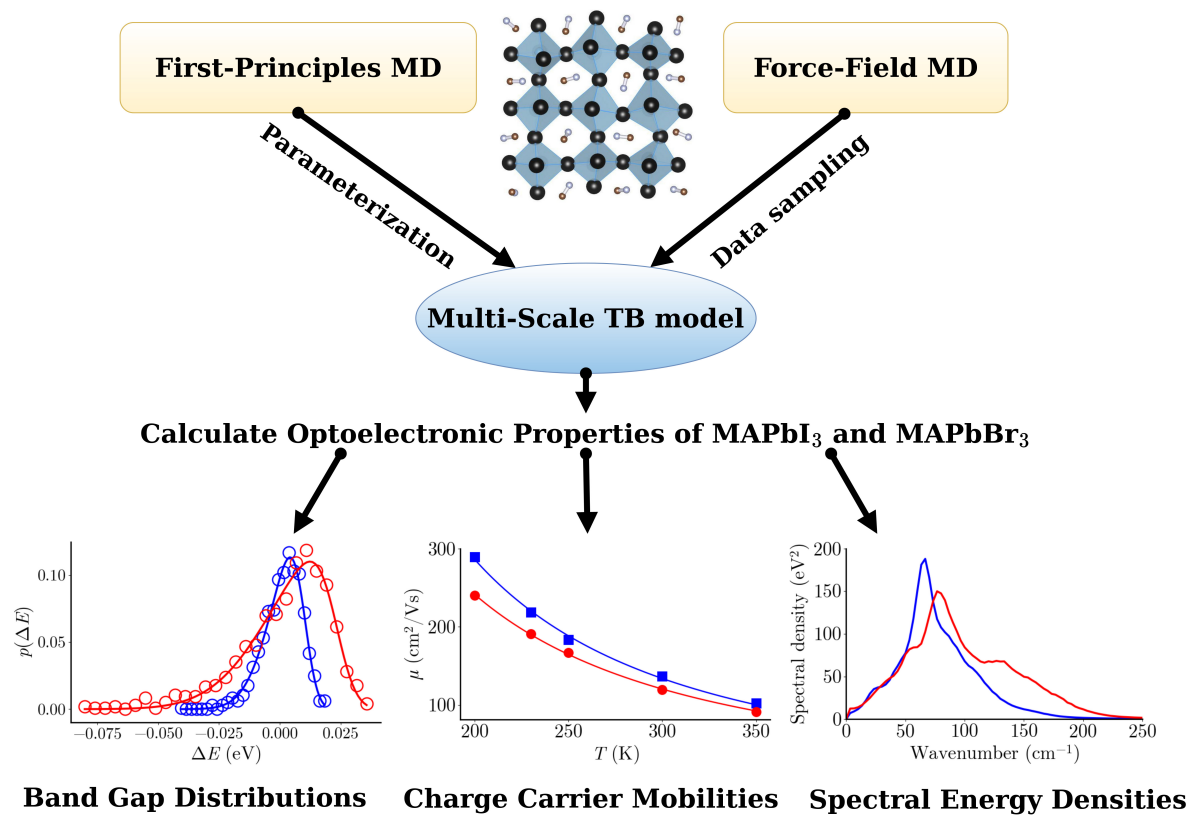 First-Principles MD
Force-Field MD
Parameterization
Data sampling
Multi-Scale TB model
Calculate Optoelectronic Properties of MAPbI₃ and MAPbBr₃
p(ΔE)
0.10
0.05
0.00
−0.075
−0.050
−0.025
0.000
0.025
ΔE (eV)
μ (cm²/Vs)
300
200
100
200
250
300
350
T (K)
Spectral density (eV²)
200
150
100
50
0
0
50
100
150
200
250
Wavenumber (cm⁻¹)
Band Gap Distributions
Charge Carrier Mobilities
Spectral Energy Densities